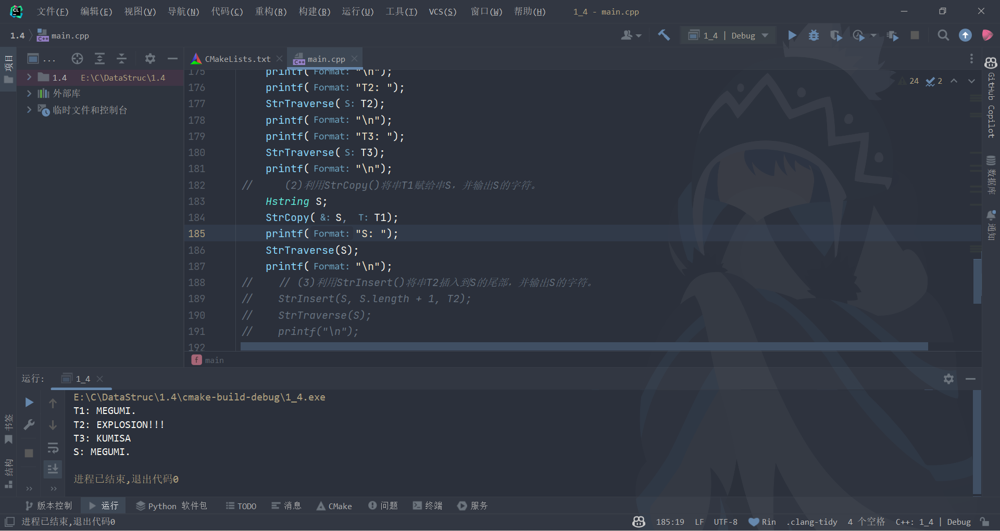 文件(F) 编辑(E) 视图(V) 导航(N) 代码(C) 重构(R) 构建(B) 运行(U) 工具(T) VCS(S) 窗口(W) 帮助(H) 1_4 - main.cpp
1.4 main.cpp 1_4 | Debug
项目
... CMakeLists.txt main.cpp
1.4 E:\C\DataStruc\1.4
外部库
临时文件和控制台
24 2
175 printf( Format: "\n");
176 printf( Format: "T2: ");
177 StrTraverse( S: T2);
178 printf( Format: "\n");
179 printf( Format: "T3: ");
180 StrTraverse( S: T3);
181 printf( Format: "\n");
182 // (2)利用StrCopy()将串T1赋给串S，并输出S的字符。
183 Hstring S;
184 StrCopy( &: S, T: T1);
185 printf( Format: "S: ");
186 StrTraverse(S);
187 printf( Format: "\n");
188 // // (3)利用StrInsert()将串T2插入到S的尾部，并输出S的字符。
189 // StrInsert(S, S.length + 1, T2);
190 // StrTraverse(S);
191 // printf("\n");
192
f main
GitHub Copilot
数据库
通知
运行: 1_4
E:\C\DataStruc\1.4\cmake-build-debug\1_4.exe
T1: MEGUMI.
T2: EXPLOSION!!!
T3: KUMISA
S: MEGUMI.
进程已结束,退出代码0
书签
结构
版本控制 运行 Python 软件包 TODO 消息 CMake 问题 终端 服务
进程已结束,退出代码0 185:19 LF UTF-8 Rin .clang-tidy 4 个空格 C++: 1_4 | Debug